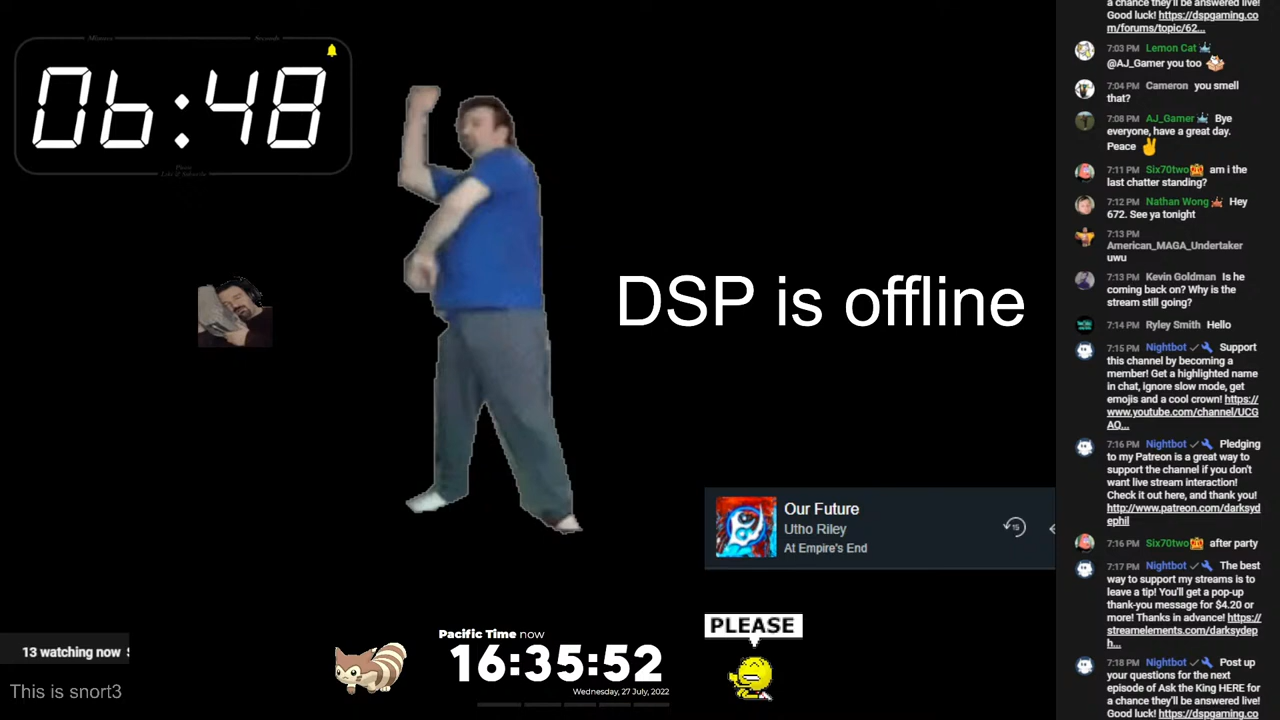 Minutes
Seconds
06:48
Please
Like & Subscribe
DSP is offline
Our Future
Utho Riley
At Empire's End
15
PLEASE
Pacific Time now
16:35:52
Wednesday, 27 July, 2022
13 watching now
This is snort3
a chance they'll be answered live!
Good luck! https://dspgaming.co
m/forums/topic/62...
7:03 PM Lemon Cat
@AJ_Gamer you too
7:04 PM Cameron you smell
that?
7:08 PM AJ_Gamer Bye
everyone, have a great day.
Peace
7:11 PM Six70two am i the
last chatter standing?
7:12 PM Nathan Wong Hey
672. See ya tonight
7:13 PM
American_MAGA_Undertaker
uwu
7:13 PM Kevin Goldman Is he
coming back on? Why is the
stream still going?
7:14 PM Ryley Smith Hello
7:15 PM Nightbot Support
this channel by becoming a
member! Get a highlighted name
in chat, ignore slow mode, get
emojis and a cool crown! https://
www.youtube.com/channel/UCG
AO...
7:16 PM Nightbot Pledging
to my Patreon is a great way to
support the channel if you don't
want live stream interaction!
Check it out here, and thank you!
http://www.patreon.com/darksyd
ephil
7:16 PM Six70two after party
7:17 PM Nightbot The best
way to support my streams is to
leave a tip! You'll get a pop-up
thank-you message for $4.20 or
more! Thanks in advance! https://
streamelements.com/darksydep
h...
7:18 PM Nightbot Post up
your questions for the next
episode of Ask the King HERE for
a chance they'll be answered live!
Good luck! https://dspgaming.co